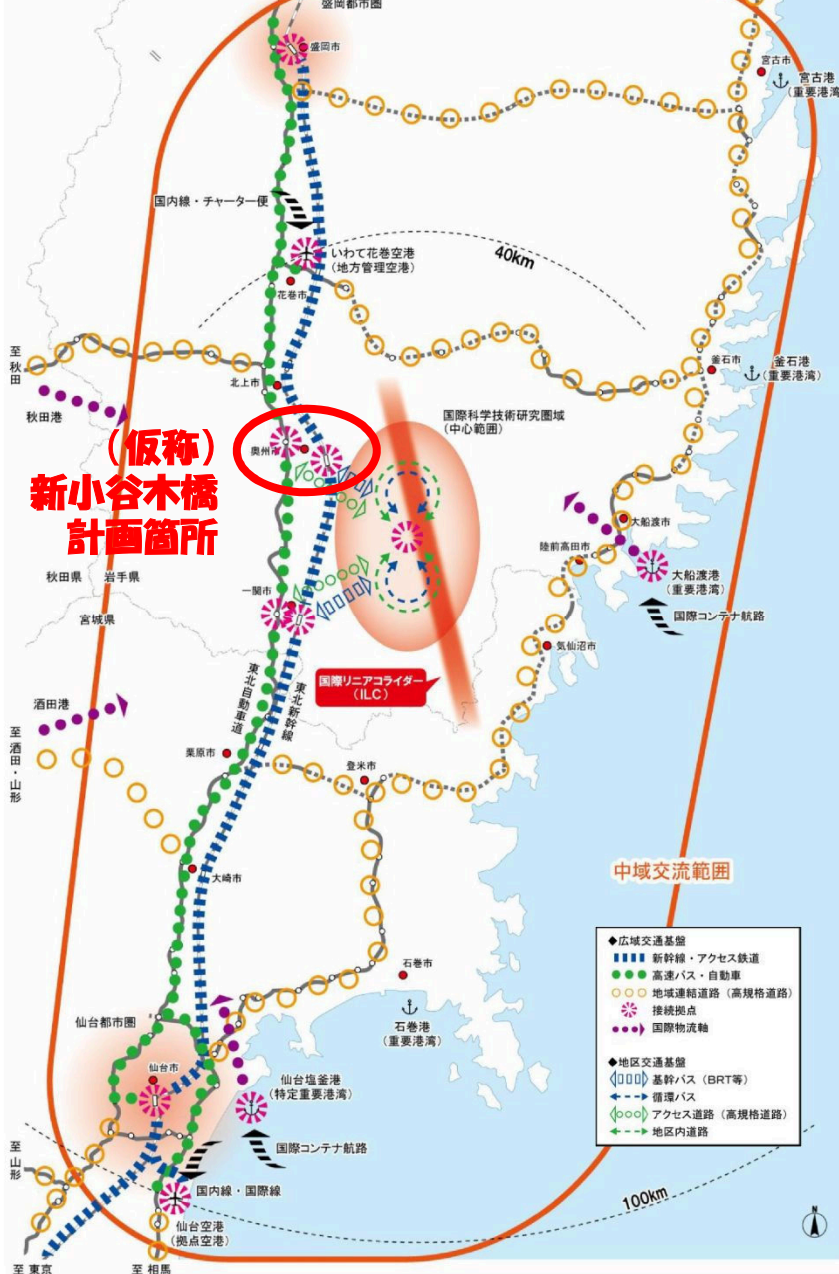 盛岡都市圏
盛岡市
宮古市
宮古港
(重要港湾)
国内線・チャーター便
いわて花巻空港
(地方管理空港)
40km
花巻市
至秋田
北上市
釜石市
釜石港
(重要港湾)
秋田港
国際科学技術研究圏域
(中心範囲)
(仮称)
新小谷木橋
計画箇所
奥州市
大船渡市
陸前高田市
大船渡港
(重要港湾)
国際コンテナ航路
秋田県 岩手県
宮城県
一関市
気仙沼市
国際リニアコライダー
(ILC)
東北自動車道
東北新幹線
酒田港
至酒田・山形
栗原市
登米市
大崎市
中域交流範囲
◆広域交通基盤
新幹線・アクセス鉄道
高速バス・自動車
地域連結道路(高規格道路)
接続拠点
国際物流軸
◆地区交通基盤
基幹バス(BRT等)
循環バス
アクセス道路(高規格道路)
地区内道路
石巻市
石巻港
(重要港湾)
仙台都市圏
仙台市
仙台塩釜港
(特定重要港湾)
国際コンテナ航路
至山形
国内線・国際線
仙台空港
(拠点空港)
100km
N
至 東京
至 相馬